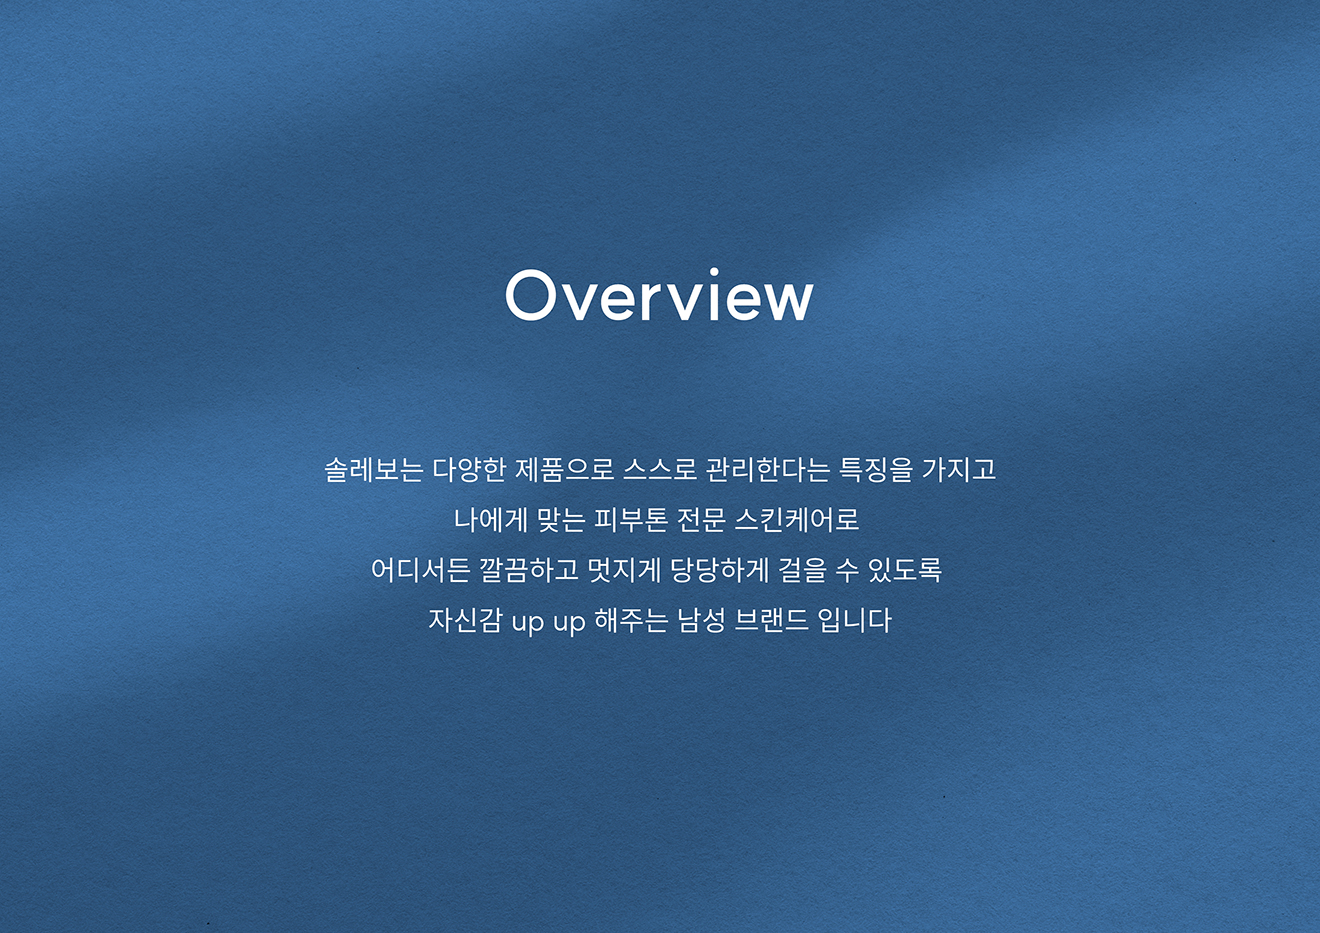 Overview
솔레보는 다양한 제품으로 스스로 관리한다는 특징을 가지고
나에게 맞는 피부톤 전문 스킨케어로
어디서든 깔끔하고 멋지게 당당하게 걸을 수 있도록
자신감 up up 해주는 남성 브랜드 입니다